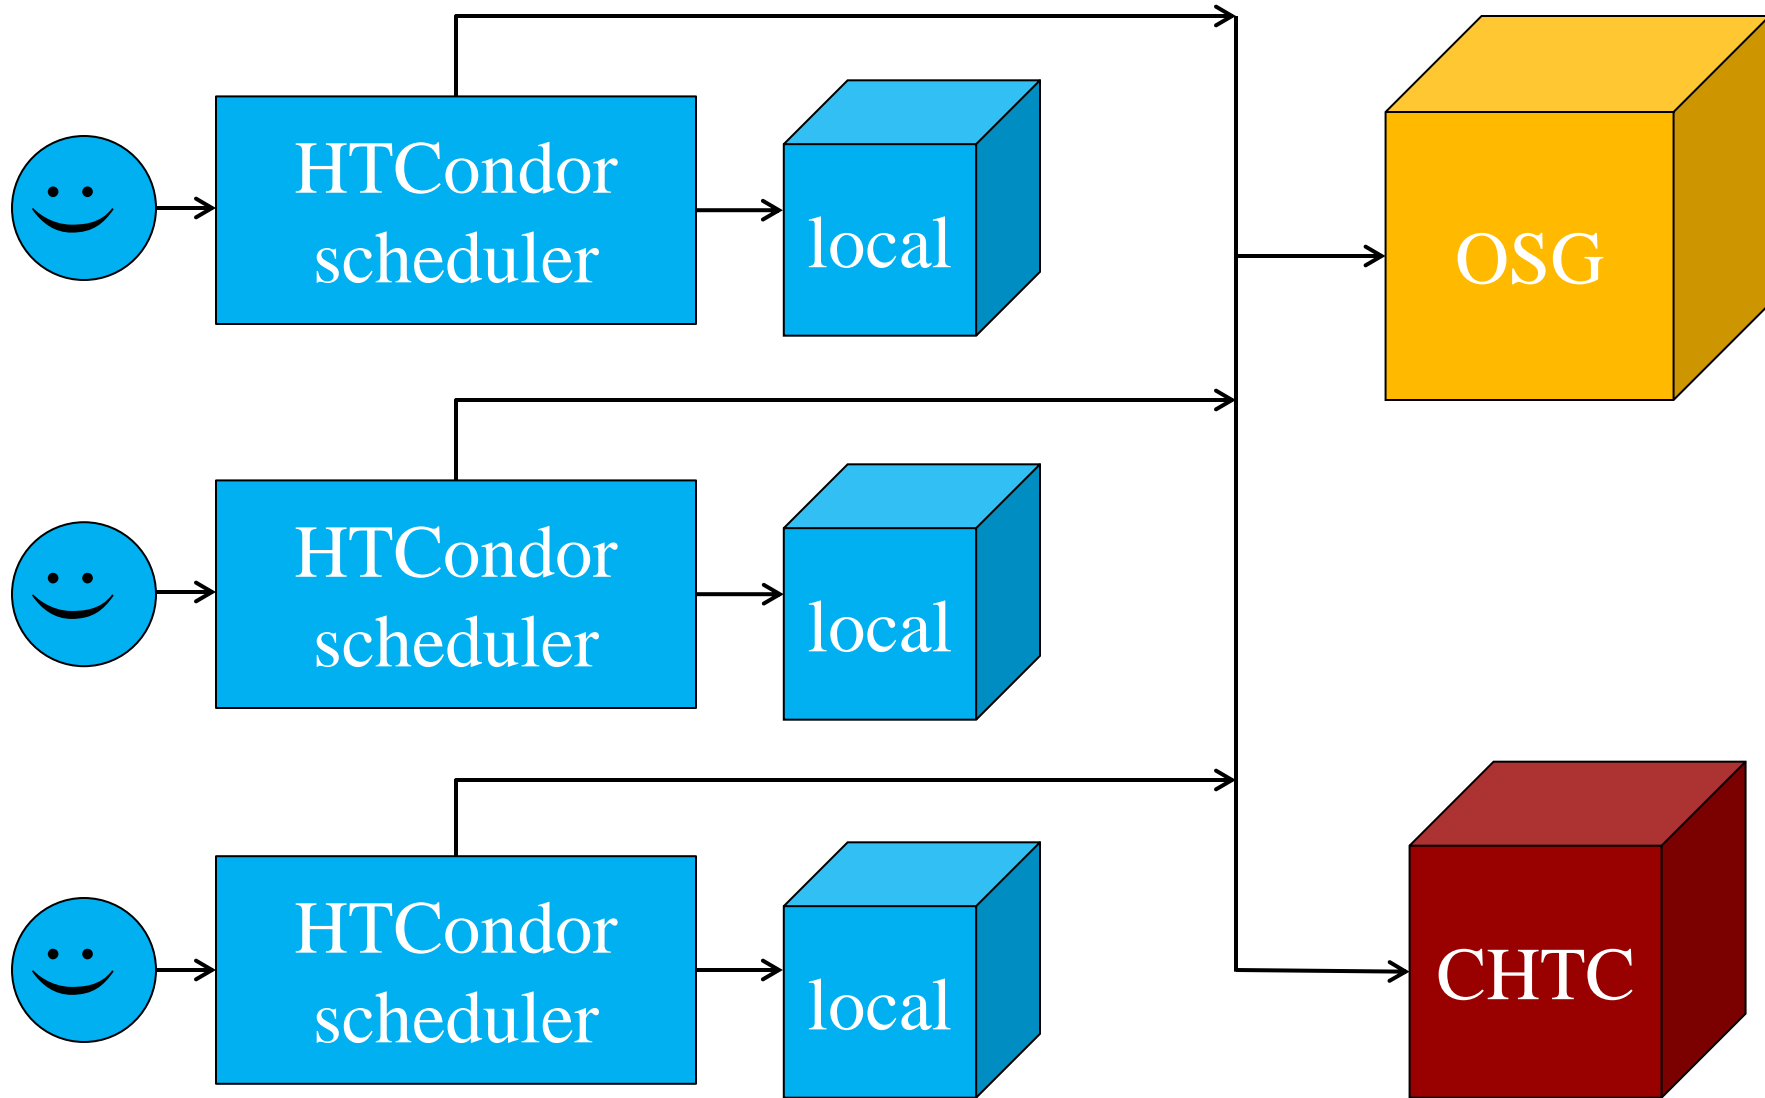 HTCondor
scheduler
local
OSG
HTCondor
scheduler
local
HTCondor
scheduler
local
CHTC